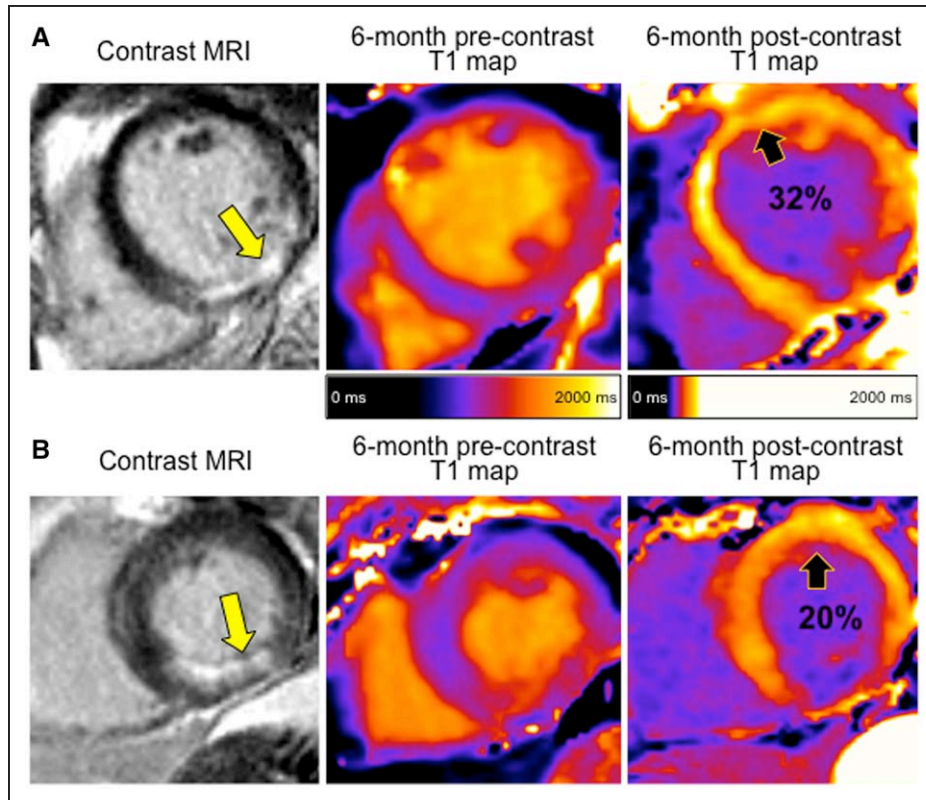 A
Contrast MRI
6-month pre-contrast
T1 map
6-month post-contrast
T1 map
32%
0 ms
2000 ms
0 ms
2000 ms
B
Contrast MRI
6-month pre-contrast
T1 map
6-month post-contrast
T1 map
20%